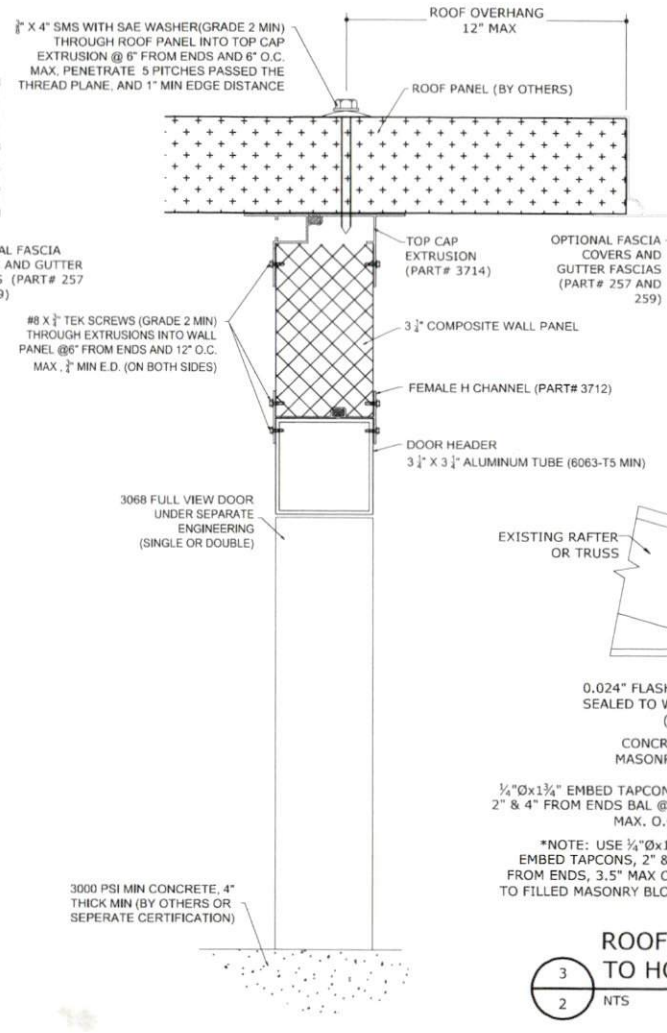 ROOF OVERHANG
12" MAX
⅜" X 4" SMS WITH SAE WASHER(GRADE 2 MIN)
THROUGH ROOF PANEL INTO TOP CAP
EXTRUSION @ 6" FROM ENDS AND 6" O.C.
MAX, PENETRATE 5 PITCHES PASSED THE
THREAD PLANE, AND 1" MIN EDGE DISTANCE
ROOF PANEL (BY OTHERS)
FASCIA
AND GUTTER
(PART# 257
TOP CAP
EXTRUSION
(PART# 3714)
OPTIONAL FASCIA
COVERS AND
GUTTER FASCIAS
(PART# 257 AND
259)
#8 X ¾" TEK SCREWS (GRADE 2 MIN)
THROUGH EXTRUSIONS INTO WALL
PANEL @6" FROM ENDS AND 12" O.C.
MAX, ¾" MIN E.D. (ON BOTH SIDES)
3 ¼" COMPOSITE WALL PANEL
FEMALE H CHANNEL (PART# 3712)
DOOR HEADER
3 ¼" X 3 ¼" ALUMINUM TUBE (6063-T5 MIN)
3068 FULL VIEW DOOR
UNDER SEPARATE
ENGINEERING
(SINGLE OR DOUBLE)
EXISTING RAFTER
OR TRUSS
0.024" FLASH
SEALED TO
CONCR
MASON
¼"Øx1¾" EMBED TAPCON
2" & 4" FROM ENDS BAL @
MAX. O.
*NOTE: USE ¼"Øx1
EMBED TAPCONS, 2" &
FROM ENDS, 3.5" MAX
TO FILLED MASONRY BLO
3000 PSI MIN CONCRETE, 4"
THICK MIN (BY OTHERS OR
SEPERATE CERTIFICATION)
ROOF
TO HO
3
2
NTS